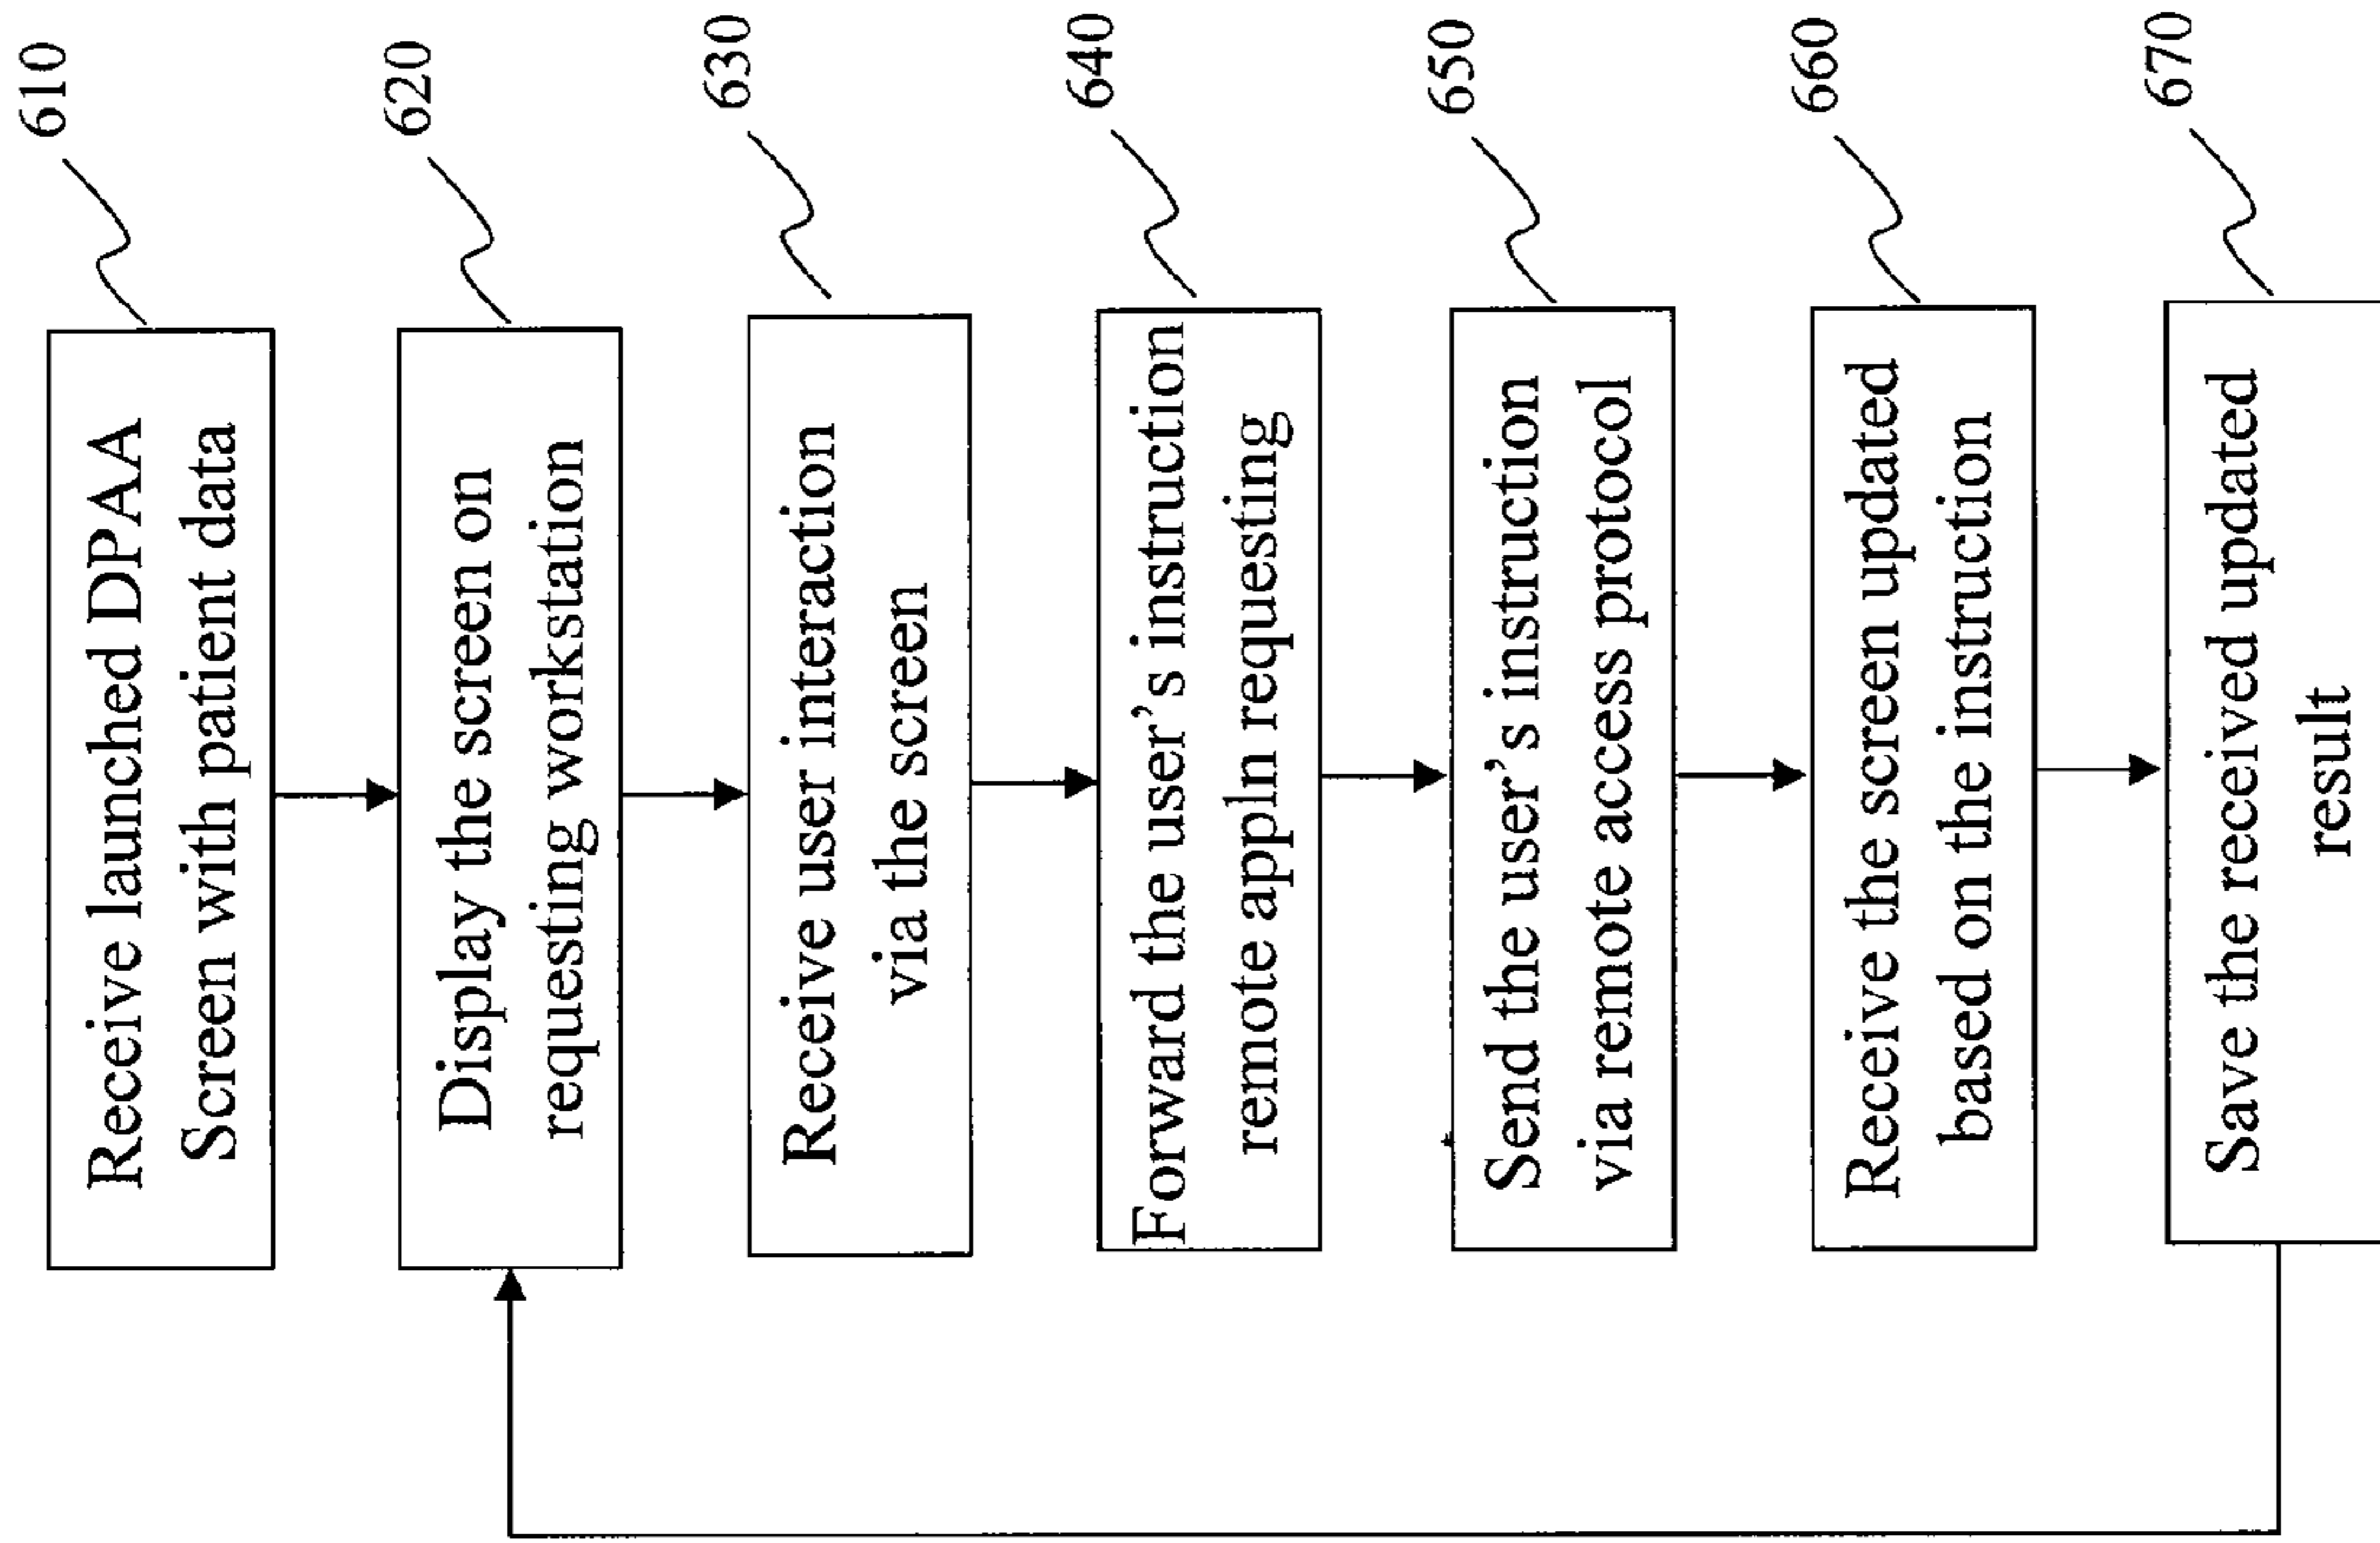 610
Receive launched DPAA
Screen with patient data
620
Display the screen on
requesting workstation
630
Receive user interaction
via the screen
640
Forward the user's instruction
remote appln requesting
650
Send the user's instruction
via remote access protocol
660
Receive the screen updated
based on the instruction
670
Save the received updated
result